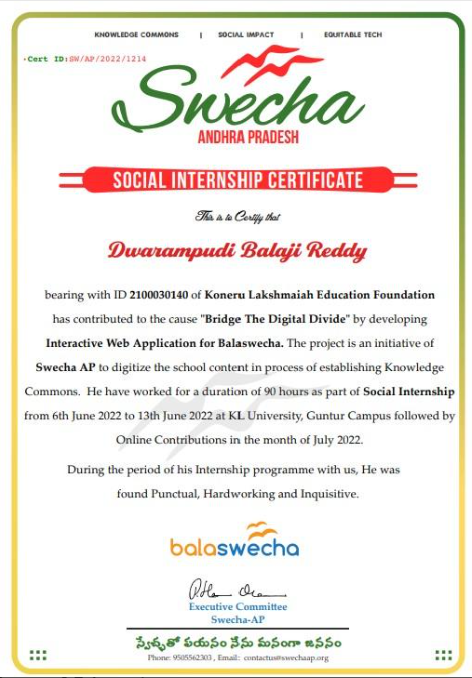 KNOWLEDGE COMMONS | SOCIAL IMPACT | EQUITABLE TECH
Cert ID:SW/AP/2022/1214
Swecha
ANDHRA PRADESH
SOCIAL INTERNSHIP CERTIFICATE
This is to Certify that
Dwarampudi Balaji Reddy
bearing with ID 2100030140 of Koneru Lakshmaiah Education Foundation
has contributed to the cause "Bridge The Digital Divide" by developing
Interactive Web Application for Balaswecha. The project is an initiative of
Swecha AP to digitize the school content in process of establishing Knowledge
Commons. He have worked for a duration of 90 hours as part of Social Internship
from 6th June 2022 to 13th June 2022 at KL University, Guntur Campus followed by
Online Contributions in the month of July 2022.
During the period of his Internship programme with us, He was
found Punctual, Hardworking and Inquisitive.
balaswecha
Executive Committee
Swecha-AP
స్వేచ్ఛతో పయనం నేను మనంగా జననం
Phone: 9505562303 , Email: contactus@swechaap.org